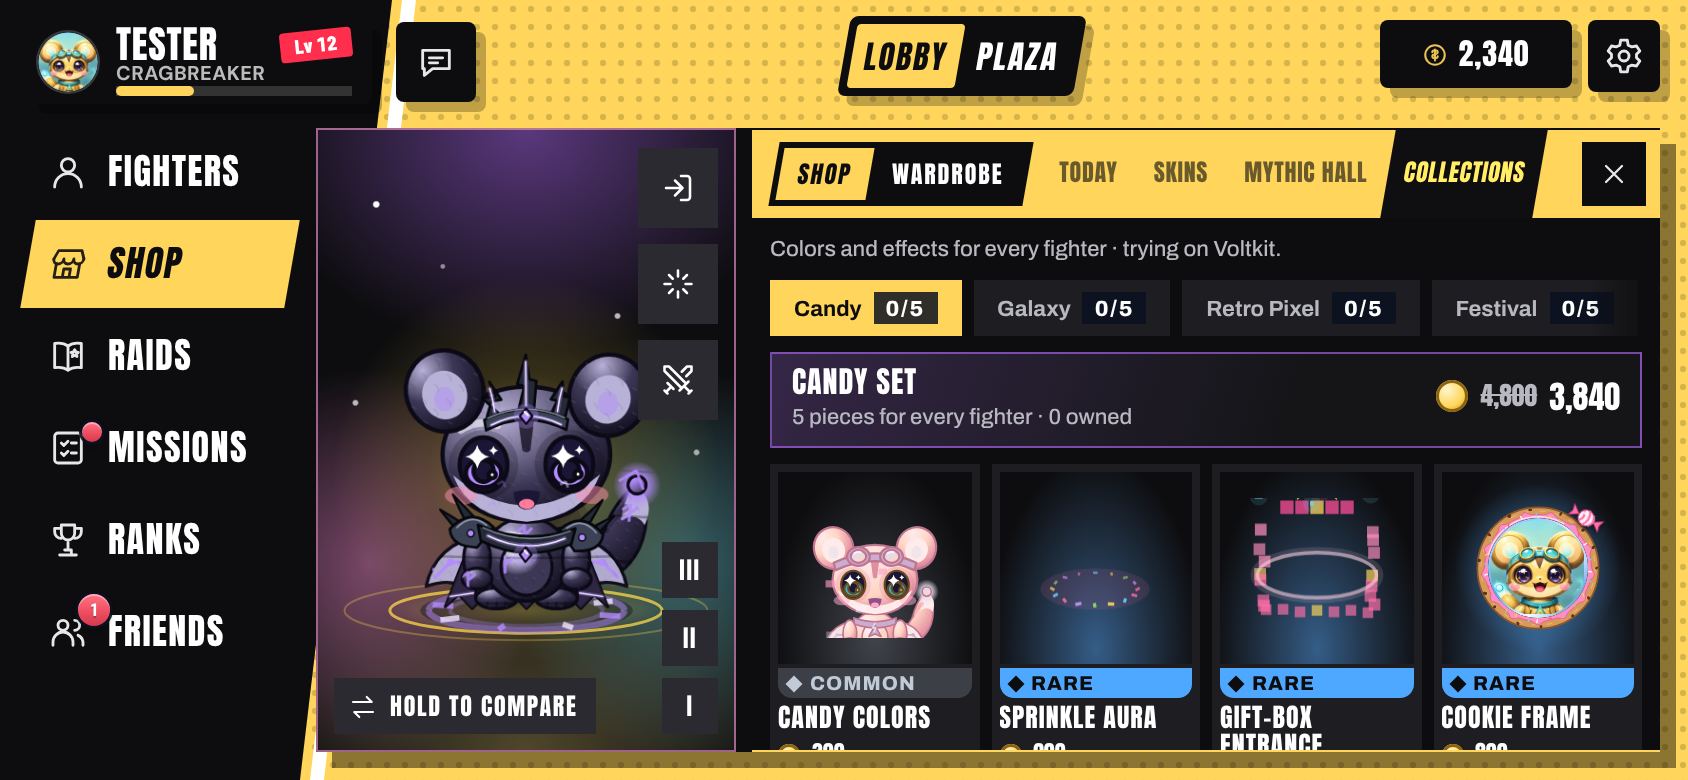 TESTER
Lv 12
CRAGBREAKER
LOBBY PLAZA
2,340
FIGHTERS
SHOP
RAIDS
MISSIONS
RANKS
1
FRIENDS
III
II
I
HOLD TO COMPARE
SHOP WARDROBE TODAY SKINS MYTHIC HALL COLLECTIONS
Colors and effects for every fighter · trying on Voltkit.
Candy 0/5 Galaxy 0/5 Retro Pixel 0/5 Festival 0/5
CANDY SET
5 pieces for every fighter · 0 owned
4,800 3,840
COMMON
CANDY COLORS
RARE
SPRINKLE AURA
RARE
GIFT-BOX
ENTRANCE
RARE
COOKIE FRAME